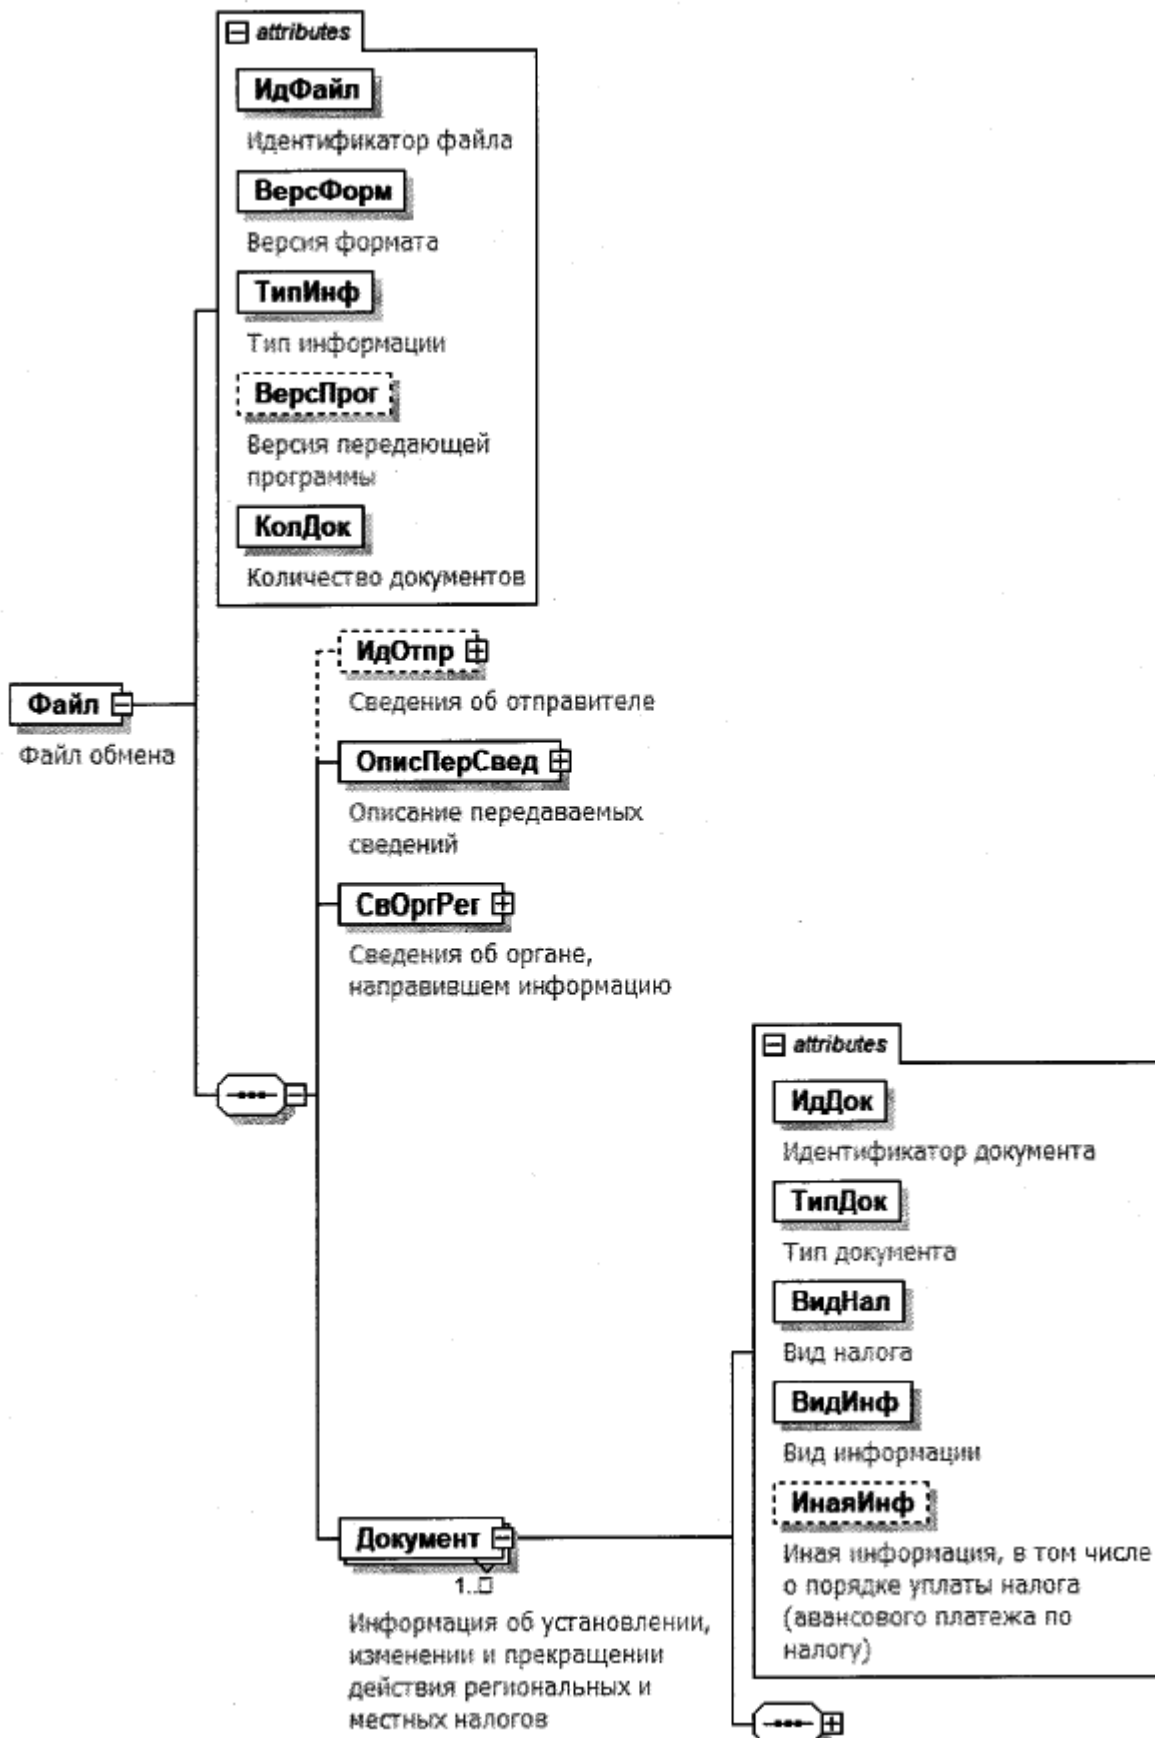 attributes
ИдФайл
Идентификатор файла
ВерсФорм
Версия формата
ТипИнф
Тип информации
ВерсПрог
Версия передающей
программы
КолДок
Количество документов
Файл
Файл обмена
ИдОтпр
Сведения об отправителе
ОписПерСвед
Описание передаваемых
сведений
СвОргРег
Сведения об органе,
направившем информацию
Документ
1..
Информация об установлении,
изменении и прекращении
действия региональных и
местных налогов
attributes
ИдДок
Идентификатор документа
ТипДок
Тип документа
ВидНал
Вид налога
ВидИнф
Вид информации
ИнаяИнф
Иная информация, в том числе
о порядке уплаты налога
(авансового платежа по
налогу)